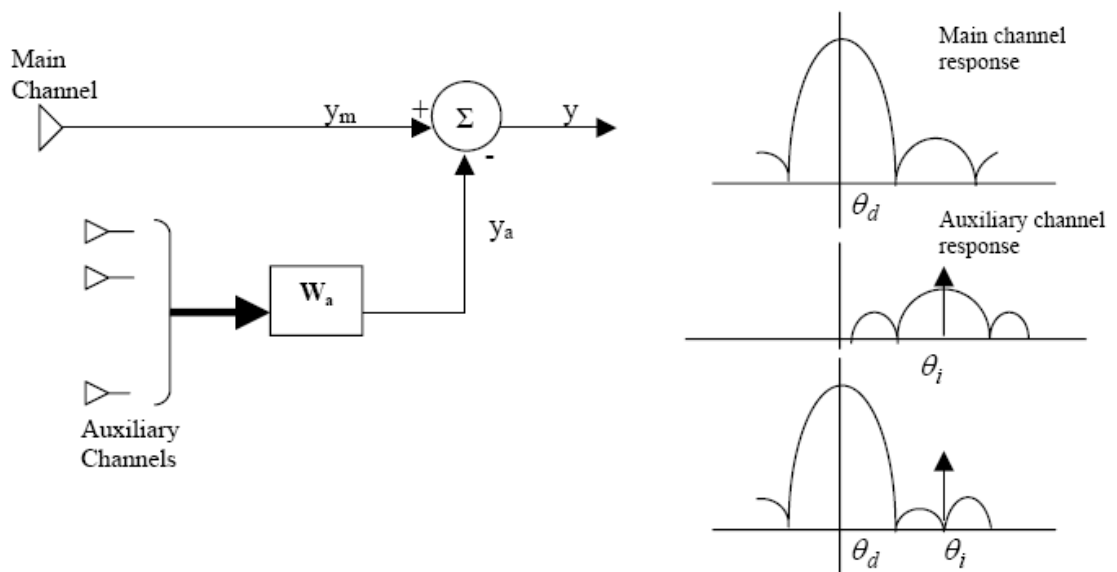 Main
Channel
y_m
+
Σ
-
y
y_a
W_a
Auxiliary
Channels
Main channel
response
θ_d
Auxiliary channel
response
θ_i
θ_d
θ_i